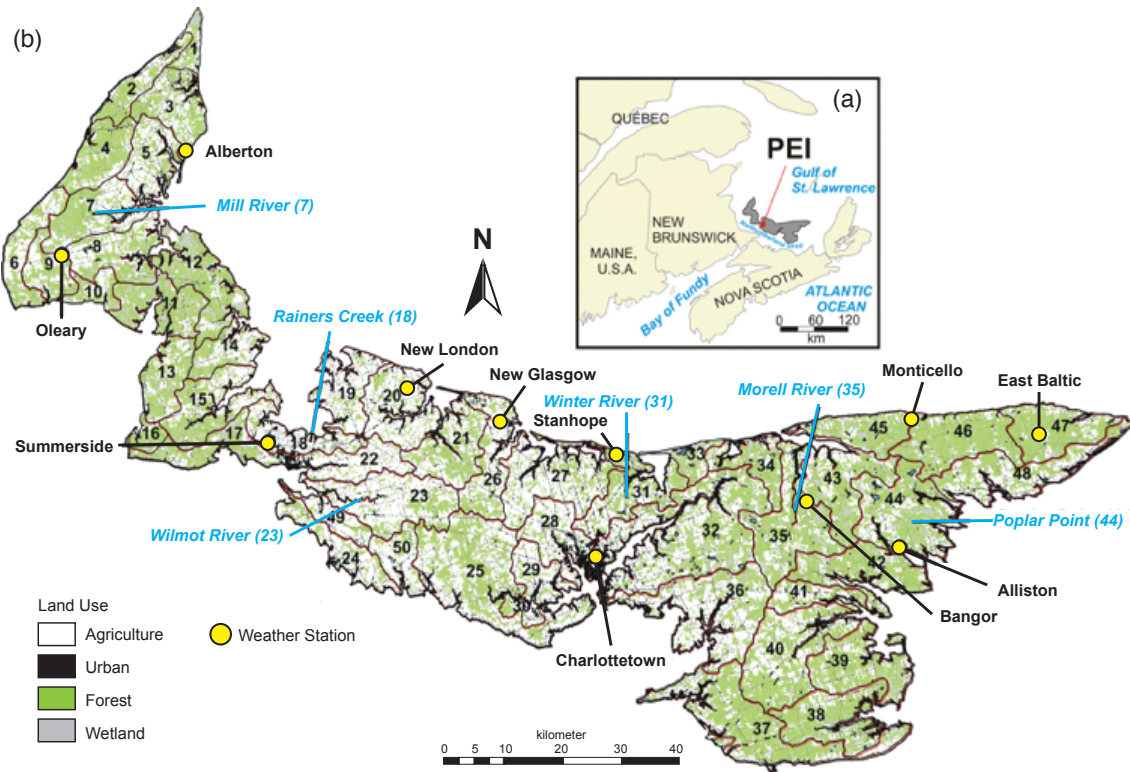 (b)
(a)
QUÉBEC
PEI
Gulf of
St. Lawrence
NEW
BRUNSWICK
MAINE,
U.S.A.
NOVA SCOTIA
Bay of Fundy
ATLANTIC
OCEAN
0 60 120
km
N
1
2
3
4
5
Alberton
7
Mill River (7)
6
8
9
7
10
12
11
Oleary
14
13
15
16
17
18
Summerside
Rainers Creek (18)
19
20
New London
21
New Glasgow
Winter River (31)
Stanhope
Morell River (35)
Monticello
East Baltic
45
46
47
48
22
23
26
27
31
33
34
43
44
Wilmot River (23)
49
24
50
25
28
29
30
32
35
Poplar Point (44)
42
36
41
Alliston
Bangor
Charlottetown
40
39
38
37
Land Use
Agriculture
Urban
Forest
Wetland
Weather Station
kilometer
0 5 10 20 30 40